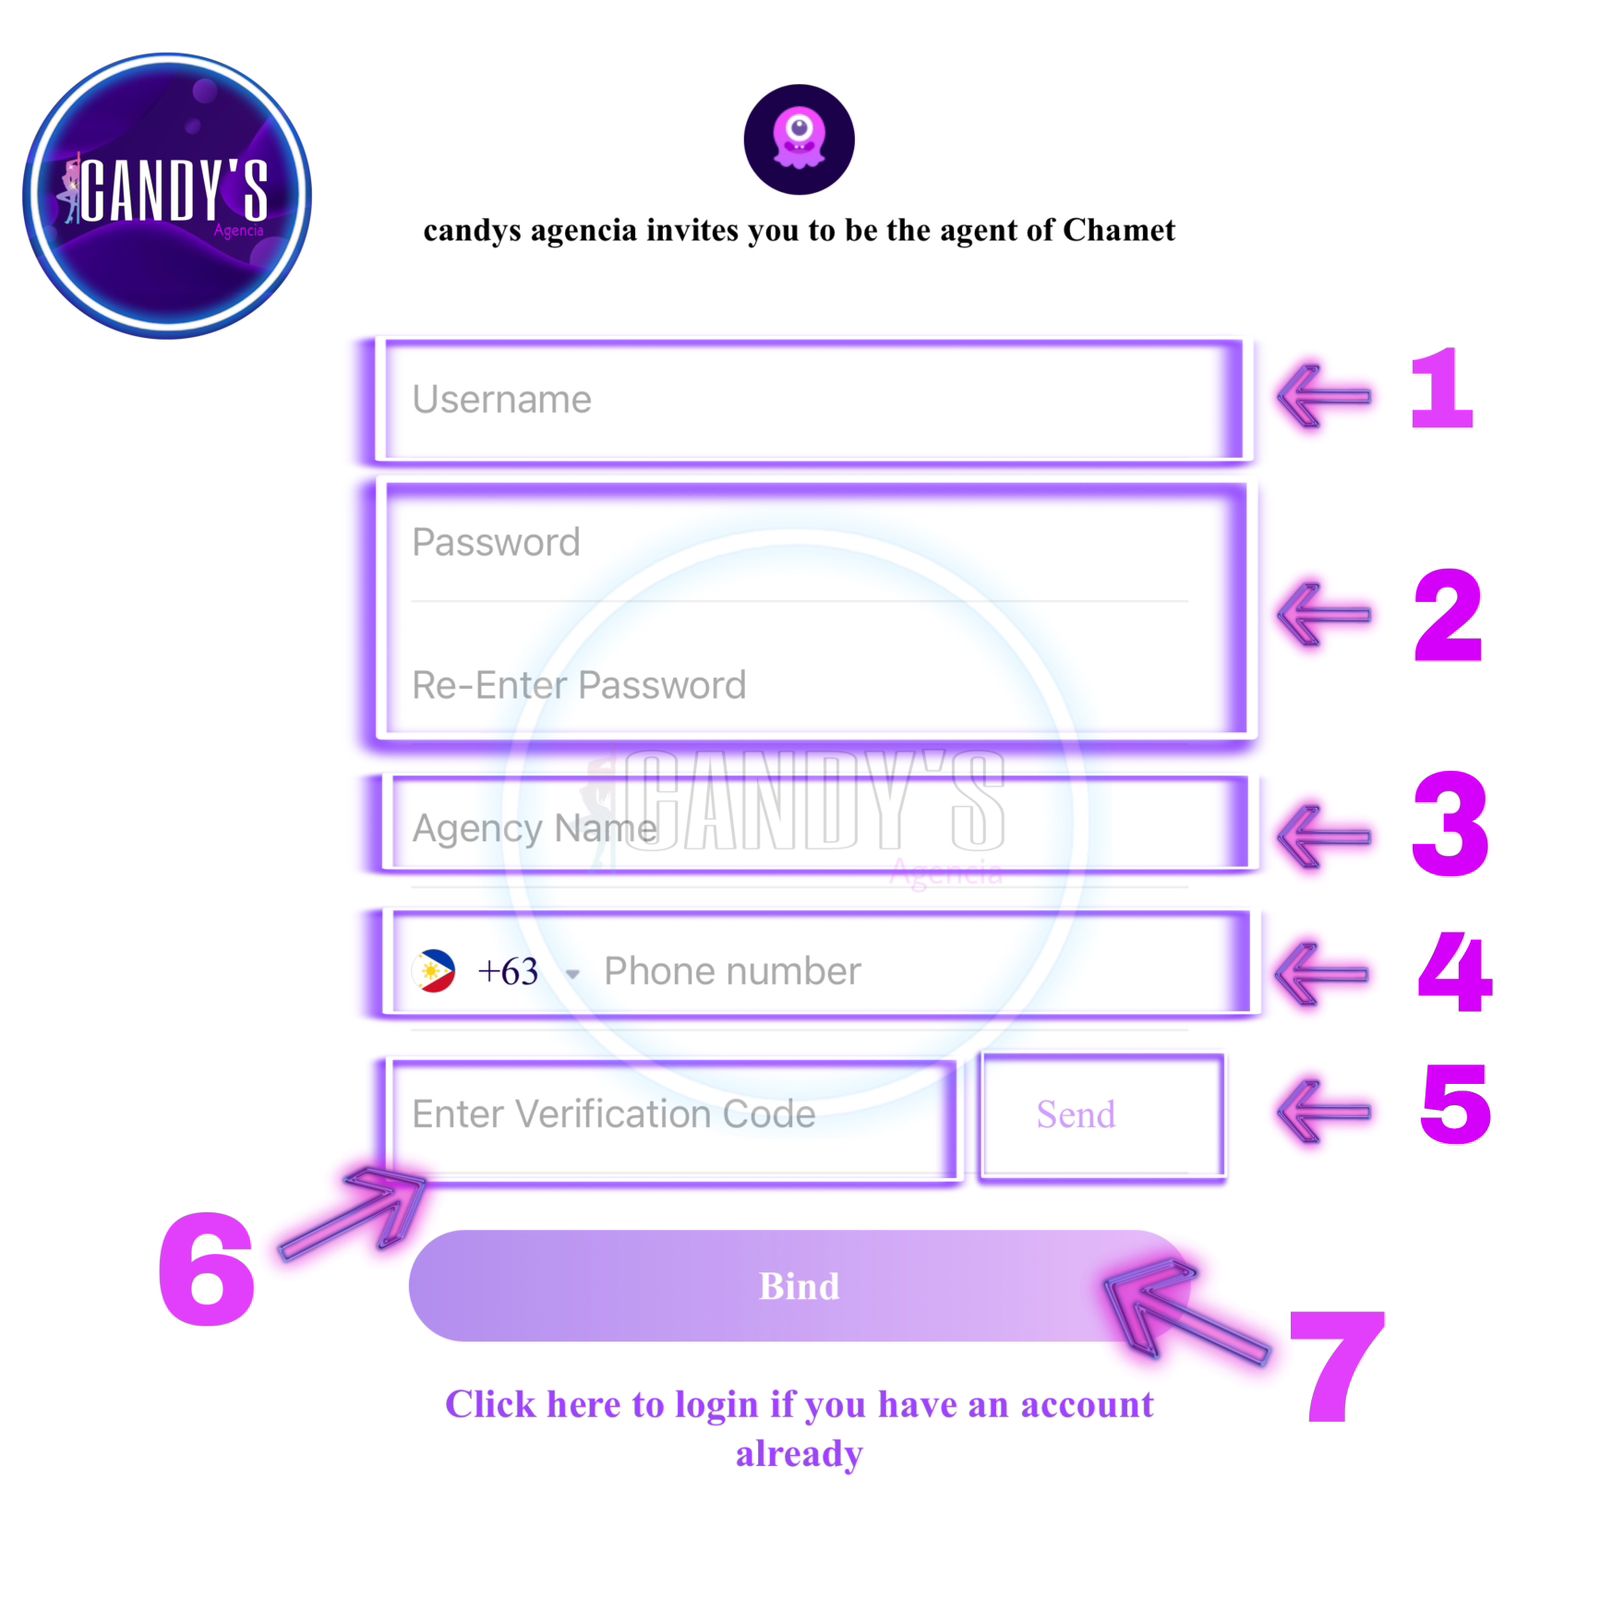 CANDY'S
Agencia
candys agencia invites you to be the agent of Chamet
Username
1
Password
2
Re-Enter Password
CANDY'S
Agency Name
3
Agencia
+63 Phone number
4
Enter Verification Code
Send
5
6
Bind
7
Click here to login if you have an account
already